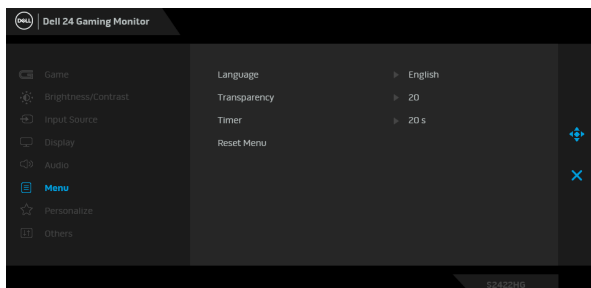 DELL Dell 24 Gaming Monitor
Game
Brightness/Contrast
Input Source
Display
Audio
Menu
Personalize
Others
Language English
Transparency 20
Timer 20 s
Reset Menu
S2422HG